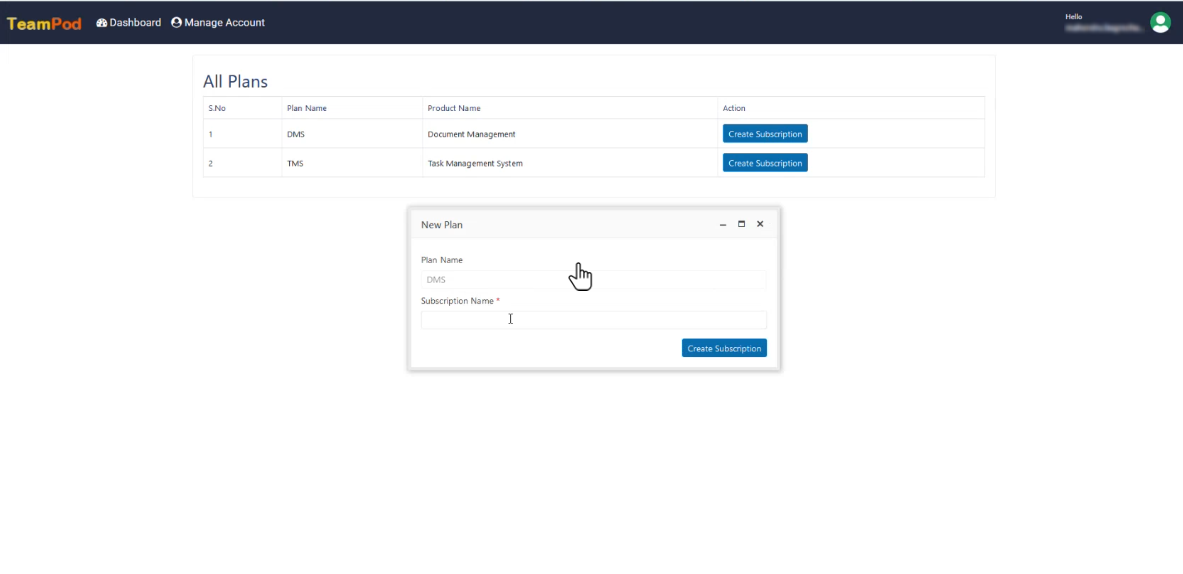 TeamPod Dashboard Manage Account
Hello
All Plans
S.No Plan Name Product Name Action
1 DMS Document Management Create Subscription
2 TMS Task Management System Create Subscription
New Plan
Plan Name
DMS
Subscription Name *
Create Subscription